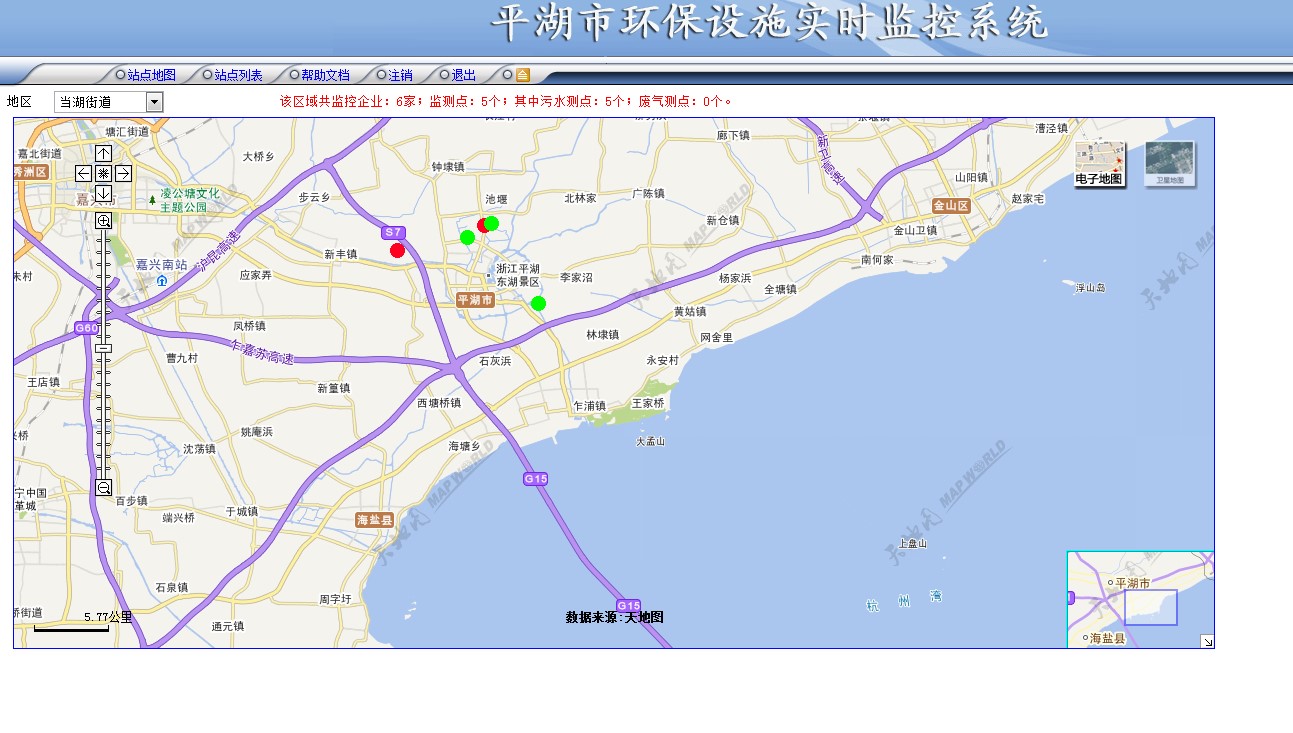 平湖市环保设施实时监控系统
站点地图 站点列表 帮助文档 注销 退出
地区 当湖街道 该区域共监控企业：6家；监测点：5个；其中污水测点：5个；废气测点：0个。
塘汇街道
嘉北街道
秀洲区
大桥乡
钟埭镇
廊下镇
漕泾镇
新卫高速
电子地图
卫星地图
凌公塘文化
主题公园
步云乡
池堰
北林家
广陈镇
山阳镇
赵家宅
金山区
新仓镇
金山卫镇
S7
沪昆高速
嘉兴南站
新丰镇
应家弄
浙江平湖
东湖景区
李家沼
杨家浜
全塘镇
南何家
浮山岛
朱村
平湖市
黄姑镇
G60
凤桥镇
林埭镇
网舍里
乍嘉苏高速
曹九村
石灰浜
永安村
王店镇
新篁镇
西塘桥镇
乍浦镇
王家桥
大孟山
姚庵浜
沈荡镇
海塘乡
G15
宁中国
革城
百步镇
端兴桥
于城镇
海盐县
MAPWORLD
天地图
上盘山
石泉镇
周字圩
杭州湾
5.77公里
通元镇
G15
数据来源:天地图
平湖市
海盐县